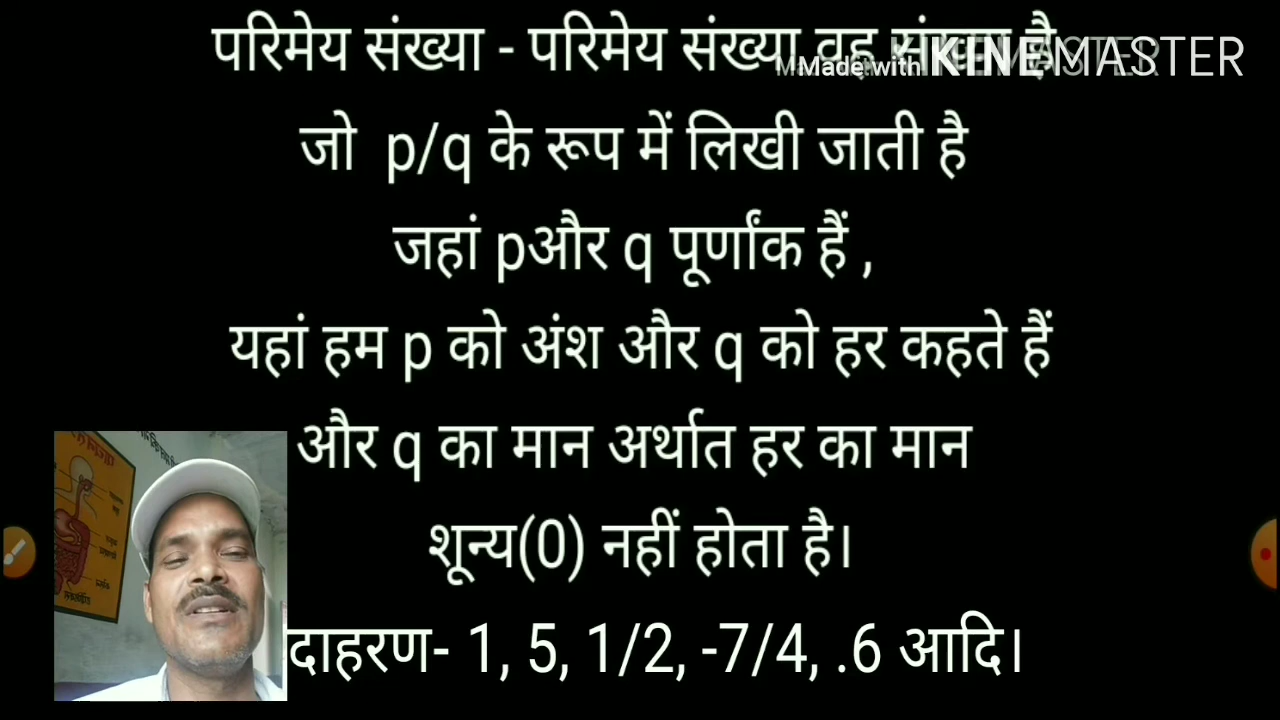 परिमेय संख्या - परिमेय संख्या वह है
Made with KINEMASTER
जो p/q के रूप में लिखी जाती है
जहां pऔर q पूर्णांक हैं ,
यहां हम p को अंश और q को हर कहते हैं
और q का मान अर्थात हर का मान
शून्य(0) नहीं होता है।
दाहरण- 1, 5, 1/2, -7/4, .6 आदि।